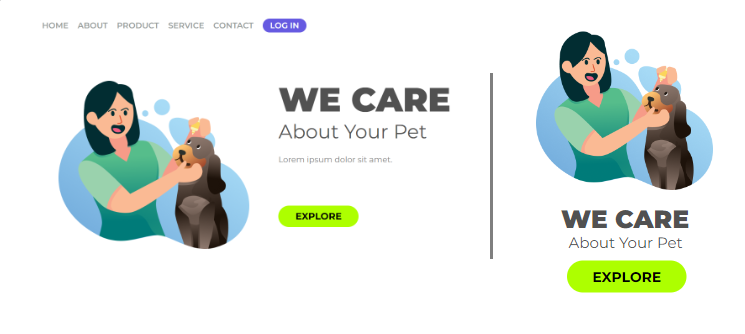 HOME ABOUT PRODUCT SERVICE CONTACT LOG IN
WE CARE
About Your Pet
Lorem ipsum dolor sit amet.
EXPLORE
WE CARE
About Your Pet
EXPLORE